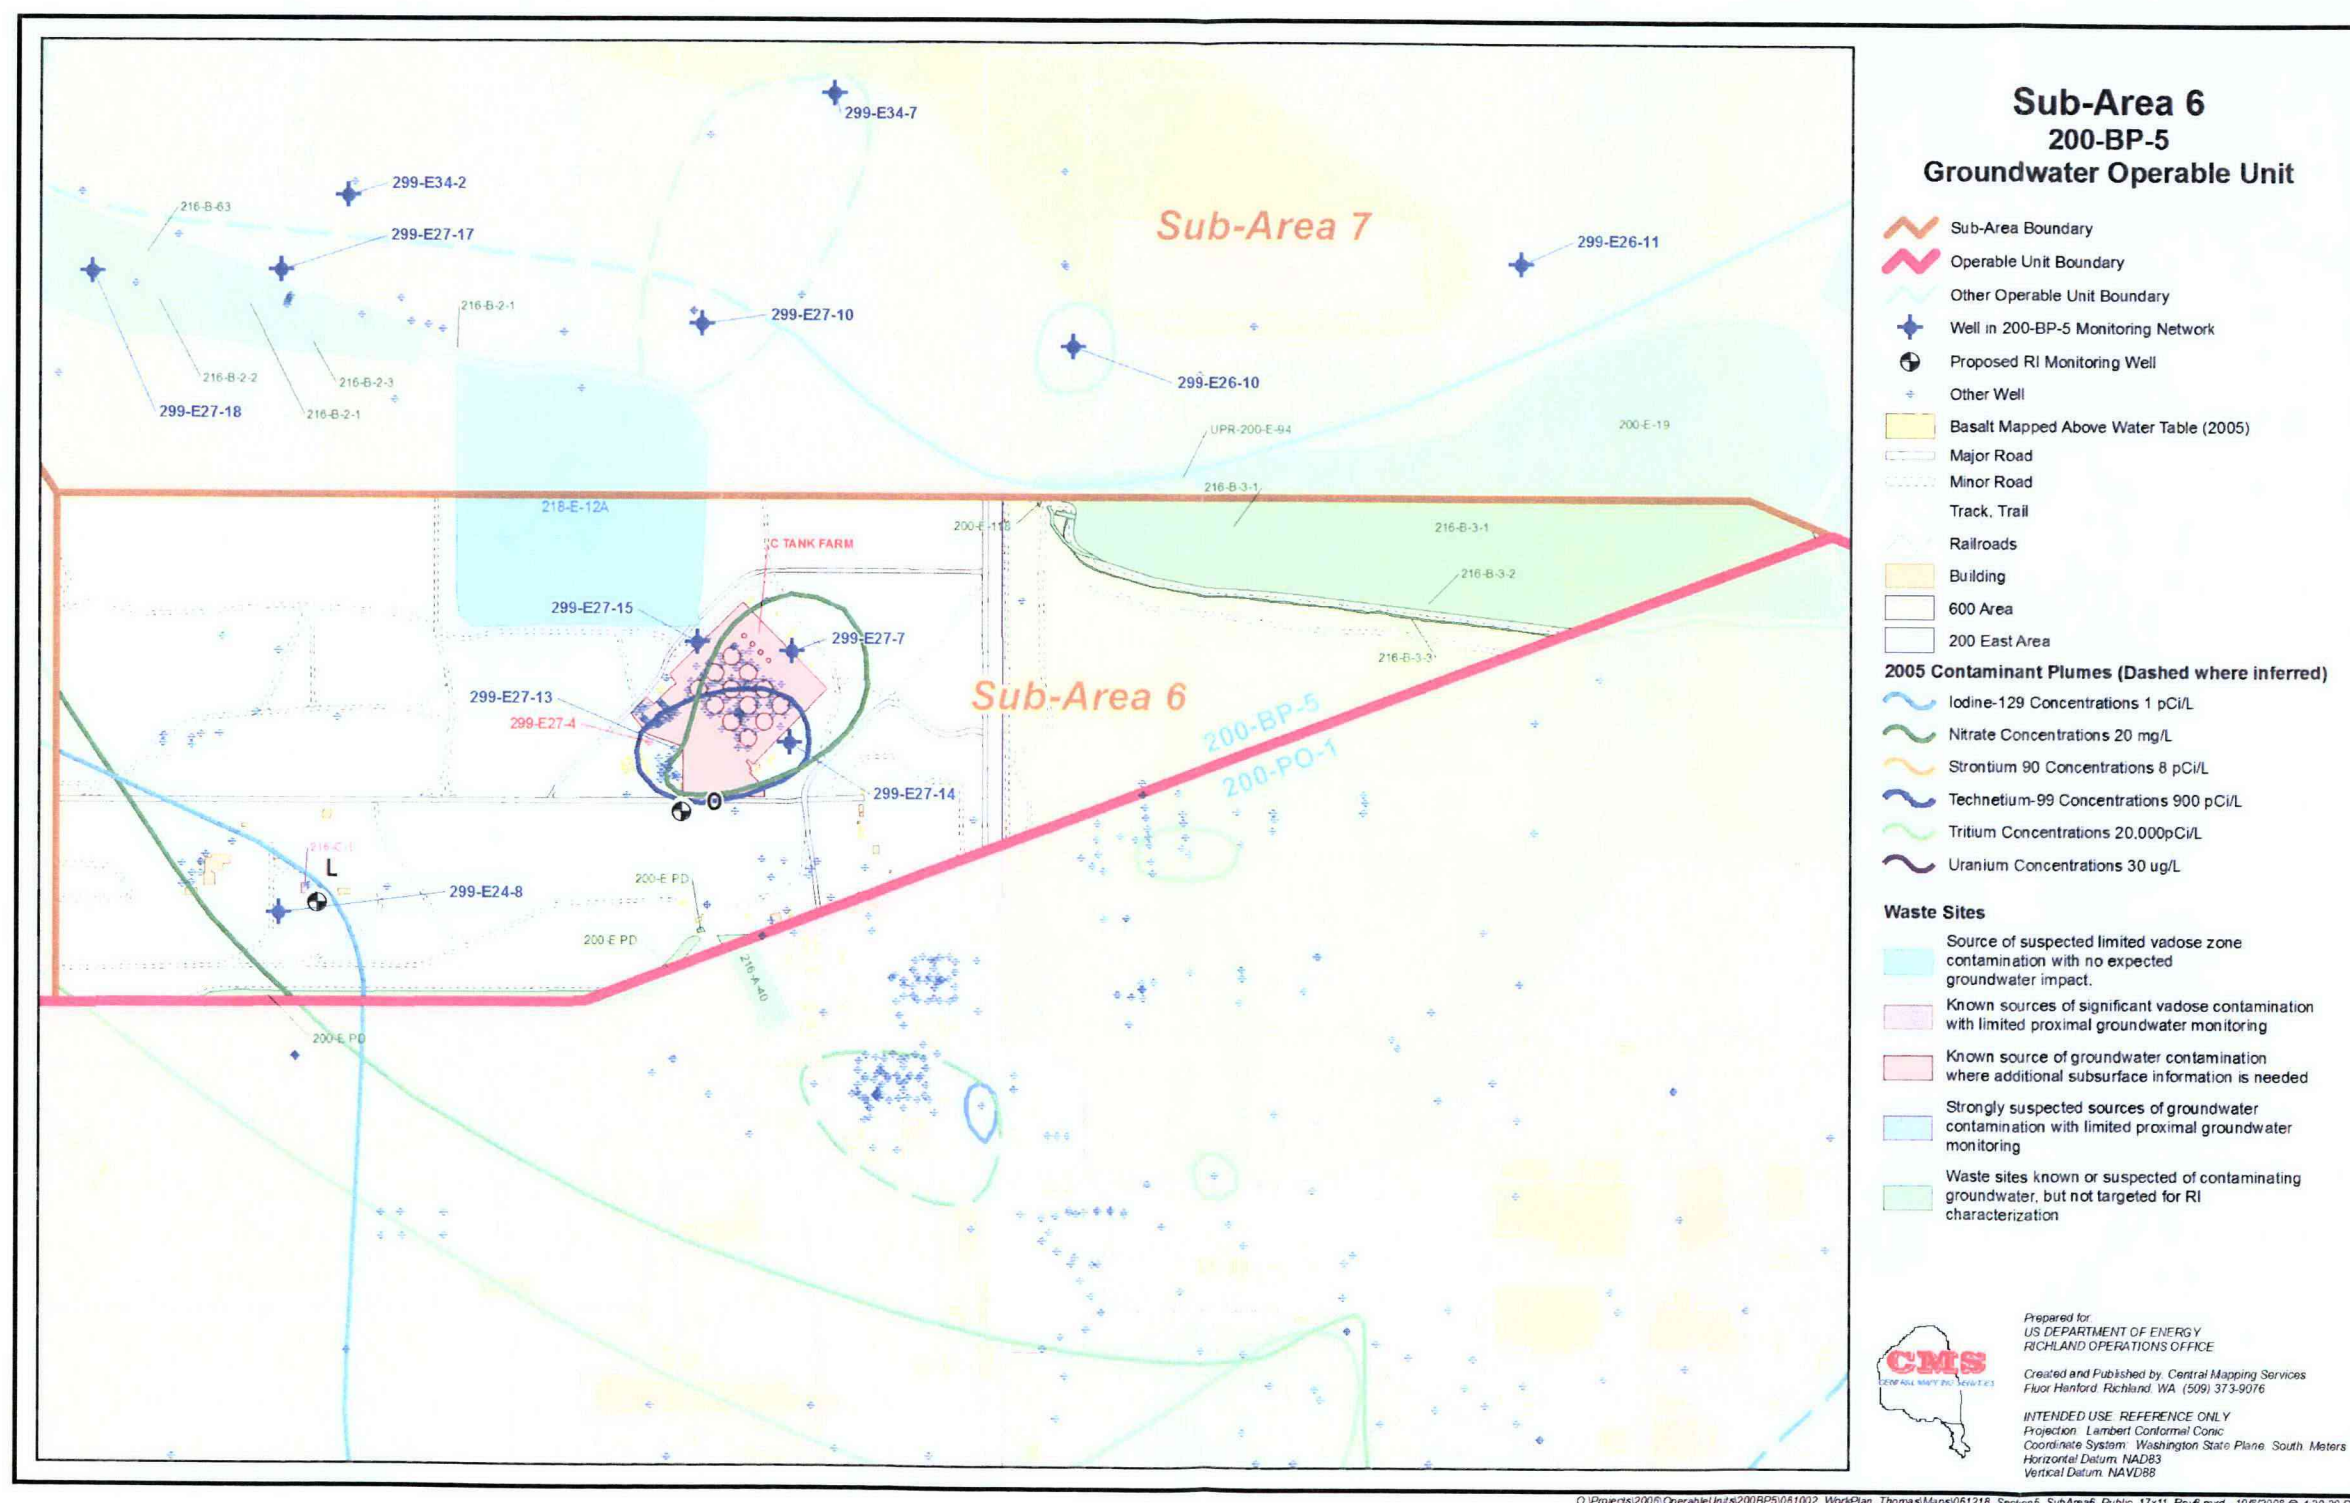 299-E34-7
299-E34-2
216-B-63
299-E27-17
Sub-Area 7
299-E26-11
216-B-2-1
299-E27-10
216-B-2-2
216-B-2-3
299-E26-10
299-E27-18
216-B-2-1
UPR-200-E-94
200-E-19
216-B-3-1
218-E-12A
216-B-3-1
C TANK FARM
216-B-3-2
299-E27-15
299-E27-7
216-B-3-3
299-E27-13
Sub-Area 6
299-E27-4
200-BP-5
200-PO-1
299-E27-14
O
L
200-E PD
299-E24-8
200-E PD
216-A-40
200-E PD
Sub-Area 6
200-BP-5
Groundwater Operable Unit
Sub-Area Boundary
Operable Unit Boundary
Other Operable Unit Boundary
Well in 200-BP-5 Monitoring Network
Proposed RI Monitoring Well
Other Well
Basalt Mapped Above Water Table (2005)
Major Road
Minor Road
Track, Trail
Railroads
Building
600 Area
200 East Area
2005 Contaminant Plumes (Dashed where inferred)
Iodine-129 Concentrations 1 pCi/L
Nitrate Concentrations 20 mg/L
Strontium 90 Concentrations 8 pCi/L
Technetium-99 Concentrations 900 pCi/L
Tritium Concentrations 20,000pCi/L
Uranium Concentrations 30 ug/L
Waste Sites
Source of suspected limited vadose zone
contamination with no expected
groundwater impact.
Known sources of significant vadose contamination
with limited proximal groundwater monitoring
Known source of groundwater contamination
where additional subsurface information is needed
Strongly suspected sources of groundwater
contamination with limited proximal groundwater
monitoring
Waste sites known or suspected of contaminating
groundwater, but not targeted for RI
characterization
CMS
CENTRAL MAPPING SERVICES
Prepared for:
US DEPARTMENT OF ENERGY
RICHLAND OPERATIONS OFFICE
Created and Published by: Central Mapping Services
Fluor Hanford, Richland, WA (509) 373-9076
INTENDED USE: REFERENCE ONLY
Projection: Lambert Conformal Conic
Coordinate System: Washington State Plane, South, Meters
Horizontal Datum: NAD83
Vertical Datum: NAVD88